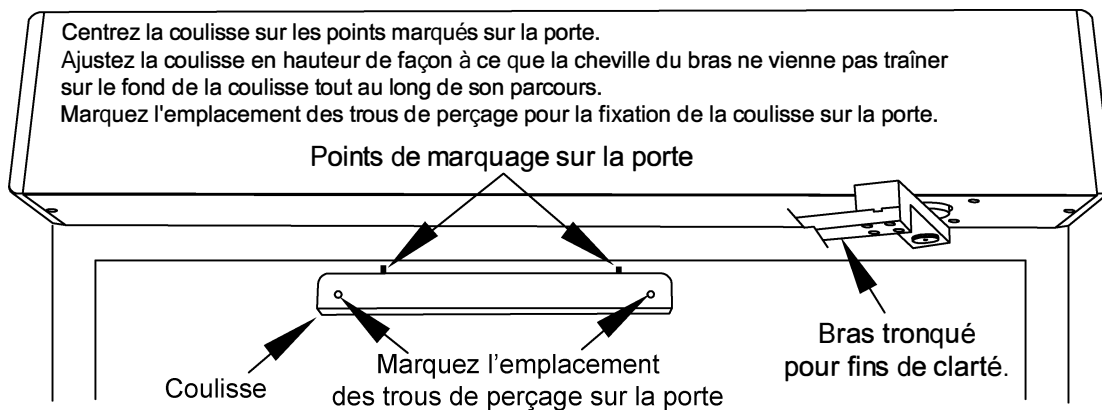 Centrez la coulisse sur les points marqués sur la porte.
Ajustez la coulisse en hauteur de façon à ce que la cheville du bras ne vienne pas traîner
sur le fond de la coulisse tout au long de son parcours.
Marquez l'emplacement des trous de perçage pour la fixation de la coulisse sur la porte.
Points de marquage sur la porte
Coulisse
Marquez l’emplacement
des trous de perçage sur la porte
Bras tronqué
pour fins de clarté.